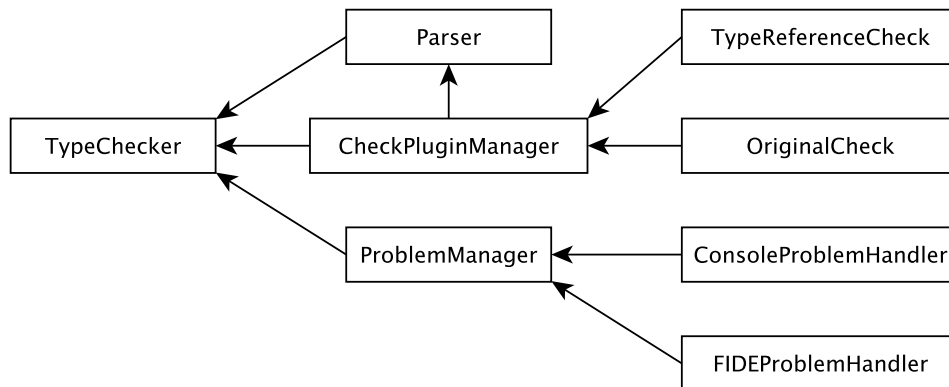 Parser
TypeReferenceCheck
TypeChecker
CheckPluginManager
OriginalCheck
ProblemManager
ConsoleProblemHandler
FIDEProblemHandler